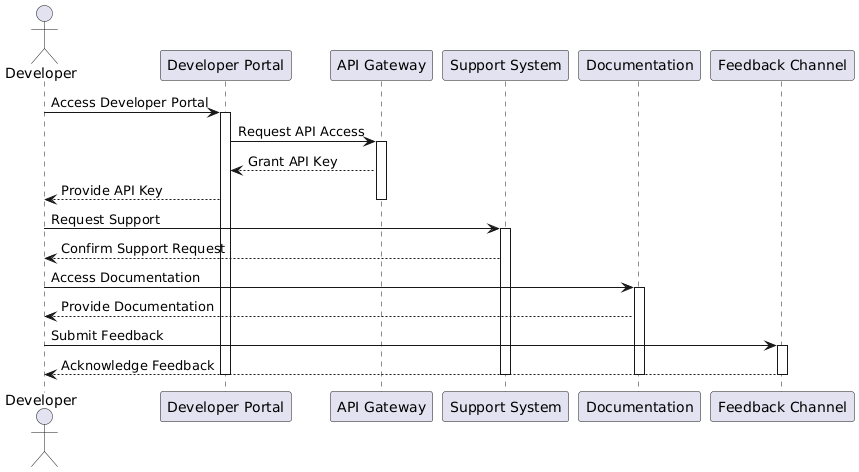 Developer
Developer Portal
API Gateway
Support System
Documentation
Feedback Channel
Access Developer Portal
Request API Access
Grant API Key
Provide API Key
Request Support
Confirm Support Request
Access Documentation
Provide Documentation
Submit Feedback
Acknowledge Feedback
Developer
Developer Portal
API Gateway
Support System
Documentation
Feedback Channel